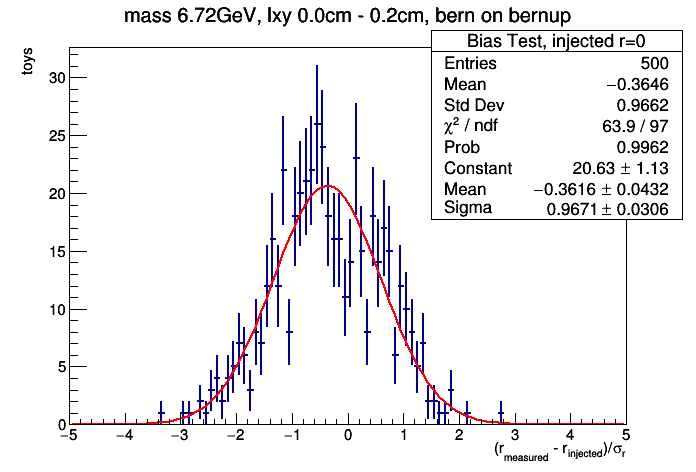 mass 6.72GeV, lxy 0.0cm - 0.2cm, bern on bernup
Bias Test, injected r=0
Entries 500
Mean −0.3646
Std Dev 0.9662
χ² / ndf 63.9 / 97
Prob 0.9962
Constant 20.63 ± 1.13
Mean −0.3616 ± 0.0432
Sigma 0.9671 ± 0.0306
toys
30
25
20
15
10
5
0
−5 −4 −3 −2 −1 0 1 2 3 4 5
(r_measured - r_injected)/σ_r